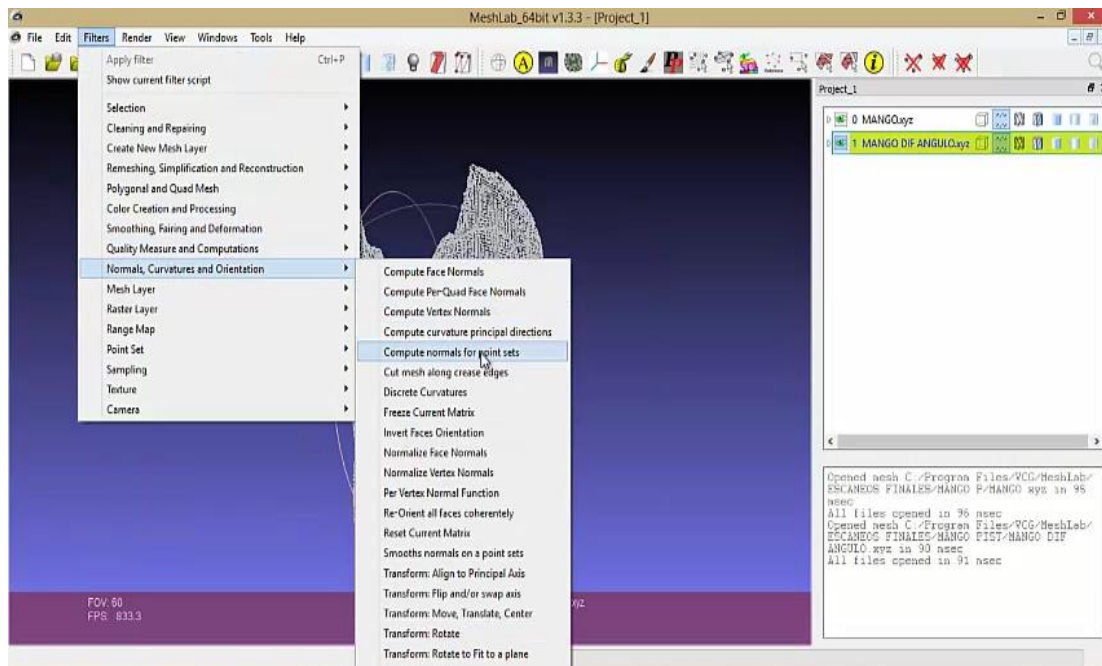 MeshLab_64bit v1.3.3 - [Project_1]
File Edit Filters Render View Windows Tools Help
Apply filter Ctrl+P
Show current filter script
Selection
Cleaning and Repairing
Create New Mesh Layer
Remeshing, Simplification and Reconstruction
Polygonal and Quad Mesh
Color Creation and Processing
Smoothing, Fairing and Deformation
Quality Measure and Computations
Normals, Curvatures and Orientation
Mesh Layer
Raster Layer
Range Map
Point Set
Sampling
Texture
Camera
Compute Face Normals
Compute Per-Quad Face Normals
Compute Vertex Normals
Compute curvature principal directions
Compute normals for point sets
Cut mesh along crease edges
Discrete Curvatures
Freeze Current Matrix
Invert Faces Orientation
Normalize Face Normals
Normalize Vertex Normals
Per Vertex Normal Function
Re-Orient all faces coherently
Reset Current Matrix
Smooths normals on a point sets
Transform: Align to Principal Axis
Transform: Flip and/or swap axis
Transform: Move, Translate, Center
Transform: Rotate
Transform: Rotate to Fit to a plane
FOV: 60
FPS: 833.3
xyz
Project_1
0 MANGO.xyz
1 MANGO DIF ANGULO.xyz
Opened mesh C:/Program Files/VCG/MeshLab/
ESCANEOS FINALES/MANGO P/MANGO xyz in 95
msec
All files opened in 96 msec
Opened mesh C:/Program Files/VCG/MeshLab/
ESCANEOS FINALES/MANGO PIST/MANGO DIF
ANGULO.xyz in 90 msec
All files opened in 91 msec